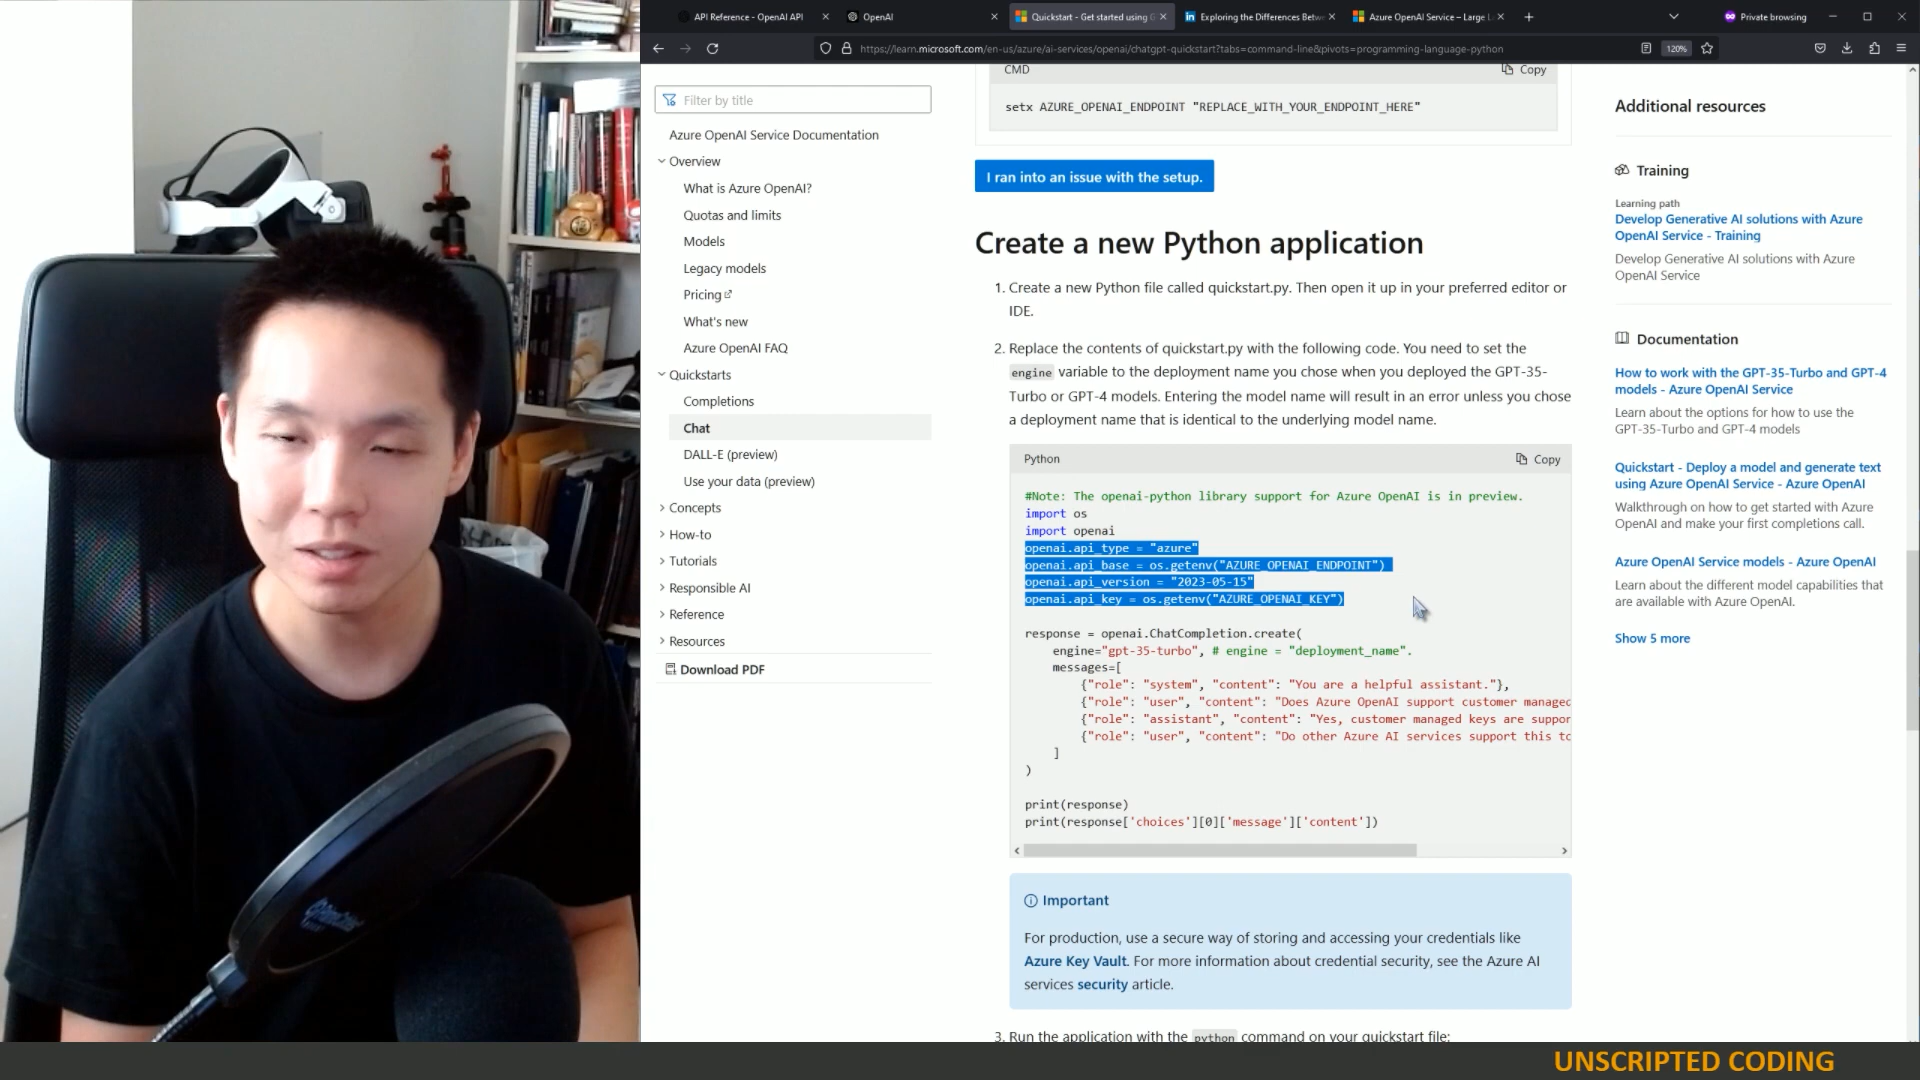 API Reference - OpenAI API
OpenAI
Quickstart - Get started using G
Exploring the Differences Betwe
Azure OpenAI Service – Large L
Private browsing
https://learn.microsoft.com/en-us/azure/ai-services/openai/chatgpt-quickstart?tabs=command-line&pivots=programming-language-python
120%
Filter by title
Azure OpenAI Service Documentation
Overview
What is Azure OpenAI?
Quotas and limits
Models
Legacy models
Pricing
What's new
Azure OpenAI FAQ
Quickstarts
Completions
Chat
DALL-E (preview)
Use your data (preview)
Concepts
How-to
Tutorials
Responsible AI
Reference
Resources
Download PDF
CMD
Copy
setx AZURE_OPENAI_ENDPOINT "REPLACE_WITH_YOUR_ENDPOINT_HERE"
I ran into an issue with the setup.
Create a new Python application
1. Create a new Python file called quickstart.py. Then open it up in your preferred editor or
IDE.
2. Replace the contents of quickstart.py with the following code. You need to set the
engine variable to the deployment name you chose when you deployed the GPT-35-
Turbo or GPT-4 models. Entering the model name will result in an error unless you chose
a deployment name that is identical to the underlying model name.
Python
Copy
#Note: The openai-python library support for Azure OpenAI is in preview.
import os
import openai
openai.api_type = "azure"
openai.api_base = os.getenv("AZURE_OPENAI_ENDPOINT")
openai.api_version = "2023-05-15"
openai.api_key = os.getenv("AZURE_OPENAI_KEY")
response = openai.ChatCompletion.create(
engine="gpt-35-turbo", # engine = "deployment_name".
messages=[
{"role": "system", "content": "You are a helpful assistant."},
{"role": "user", "content": "Does Azure OpenAI support customer managed
{"role": "assistant", "content": "Yes, customer managed keys are suppor
{"role": "user", "content": "Do other Azure AI services support this to
]
)
print(response)
print(response['choices'][0]['message']['content'])
Important
For production, use a secure way of storing and accessing your credentials like
Azure Key Vault. For more information about credential security, see the Azure AI
services security article.
3. Run the application with the python command on your quickstart file:
Additional resources
Training
Learning path
Develop Generative AI solutions with Azure
OpenAI Service - Training
Develop Generative AI solutions with Azure
OpenAI Service
Documentation
How to work with the GPT-35-Turbo and GPT-4
models - Azure OpenAI Service
Learn about the options for how to use the
GPT-35-Turbo and GPT-4 models
Quickstart - Deploy a model and generate text
using Azure OpenAI Service - Azure OpenAI
Walkthrough on how to get started with Azure
OpenAI and make your first completions call.
Azure OpenAI Service models - Azure OpenAI
Learn about the different model capabilities that
are available with Azure OpenAI.
Show 5 more
UNSCRIPTED CODING